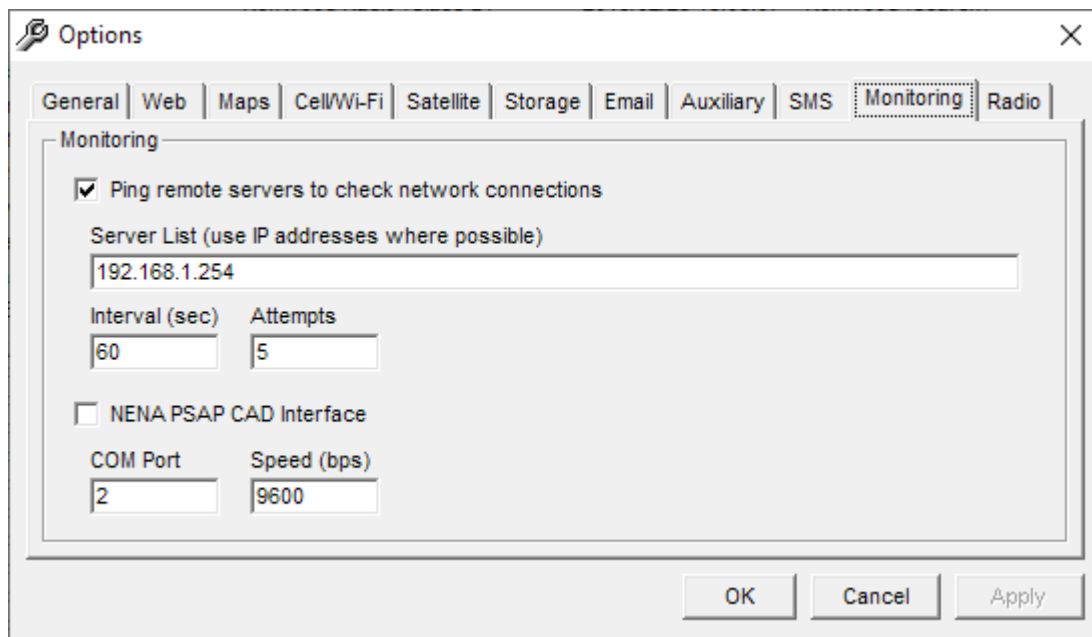 Options
General Web Maps Cell/Wi-Fi Satellite Storage Email Auxiliary SMS Monitoring Radio
Monitoring
Ping remote servers to check network connections
Server List (use IP addresses where possible)
192.168.1.254
Interval (sec) Attempts
60 5
NENA PSAP CAD Interface
COM Port Speed (bps)
2 9600
OK Cancel Apply